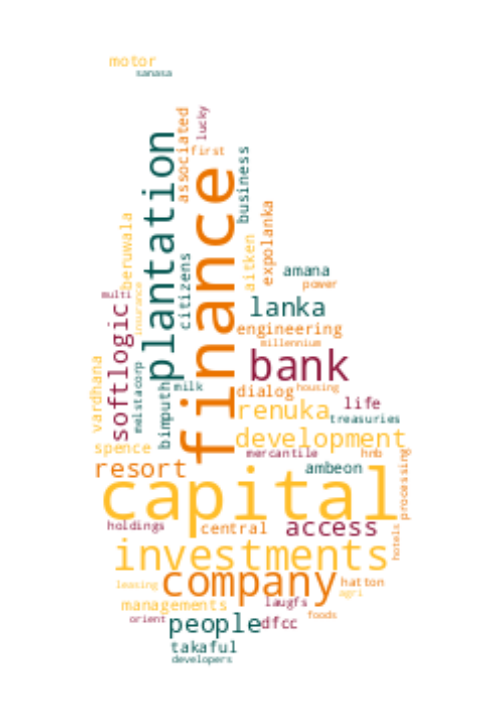 motor
sanasa
lucky
associated
first
plantation
finance
business
expolanka
beruwala
aitken
citizens
amana
power
multi
insurance
lanka
softlogic
engineering
millennium
bank
vardhana
melstacorp
milk
bimputh
dialog
housing
renuka
life
treasuries
development
spence
mercantile
hnb
processing
resort
ambeon
capital
holdings
central
access
hotels
investments
company
leasing
hatton
agri
managements
laugfs
orient
foods
people
dfcc
takaful
developers